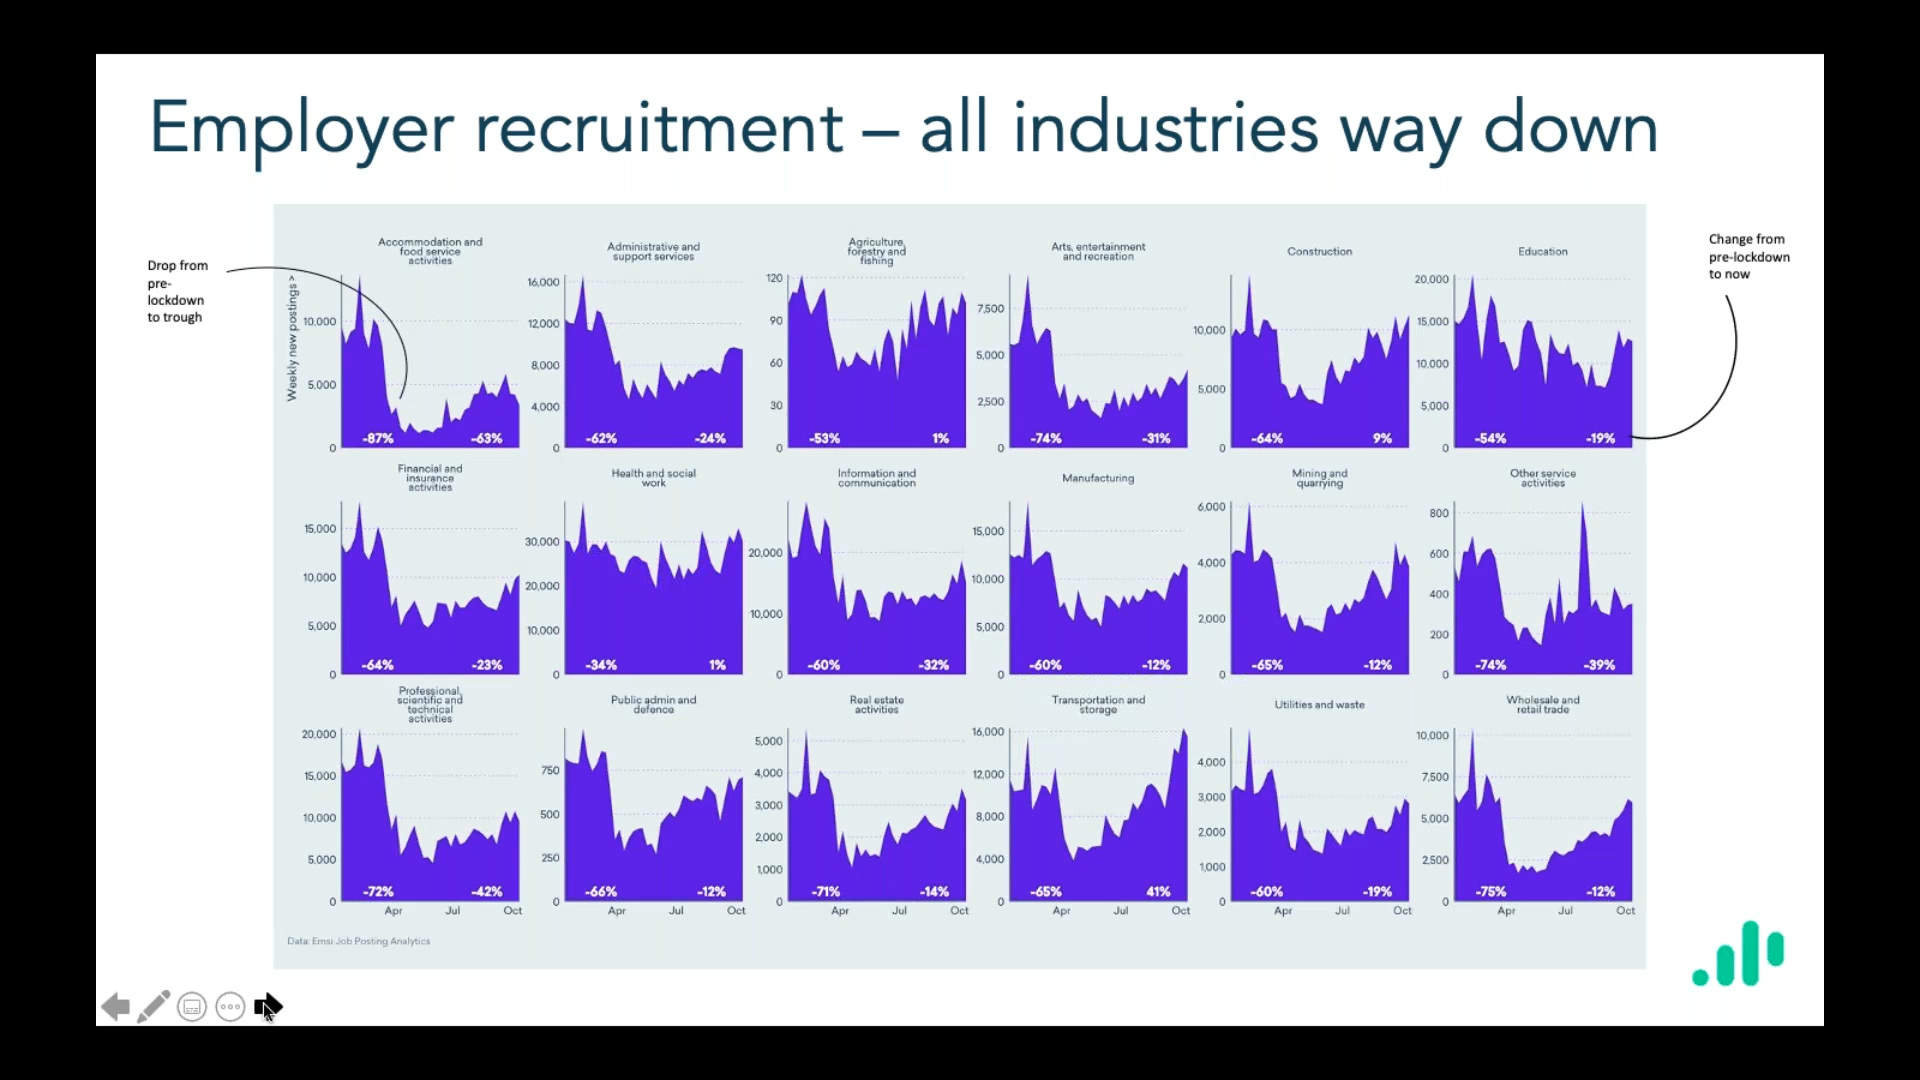 Employer recruitment – all industries way down
Drop from
pre-
lockdown
to trough
Change from
pre-lockdown
to now
Weekly new postings >
Accommodation and
food service
activities
10,000
5,000
0
-87%
-63%
Administrative and
support services
16,000
12,000
8,000
4,000
0
-62%
-24%
Agriculture,
forestry and
fishing
120
90
60
30
0
-53%
1%
Arts, entertainment
and recreation
7,500
5,000
2,500
0
-74%
-31%
Construction
10,000
5,000
0
-64%
9%
Education
20,000
15,000
10,000
5,000
0
-54%
-19%
Financial and
insurance
activities
15,000
10,000
5,000
0
-64%
-23%
Health and social
work
30,000
20,000
10,000
0
-34%
1%
Information and
communication
20,000
10,000
0
-60%
-32%
Manufacturing
15,000
10,000
5,000
0
-60%
-12%
Mining and
quarrying
6,000
4,000
2,000
0
-65%
-12%
Other service
activities
800
600
400
200
0
-74%
-39%
Professional,
scientific and
technical
activities
20,000
15,000
10,000
5,000
0
-72%
-42%
Apr Jul Oct
Public admin and
defence
750
500
250
0
-66%
-12%
Apr Jul Oct
Real estate
activities
5,000
4,000
3,000
2,000
1,000
0
-71%
-14%
Apr Jul Oct
Transportation and
storage
16,000
12,000
8,000
4,000
0
-65%
41%
Apr Jul Oct
Utilities and waste
4,000
3,000
2,000
1,000
0
-60%
-19%
Apr Jul Oct
Wholesale and
retail trade
10,000
7,500
5,000
2,500
0
-75%
-12%
Apr Jul Oct
Data: Emsi Job Posting Analytics